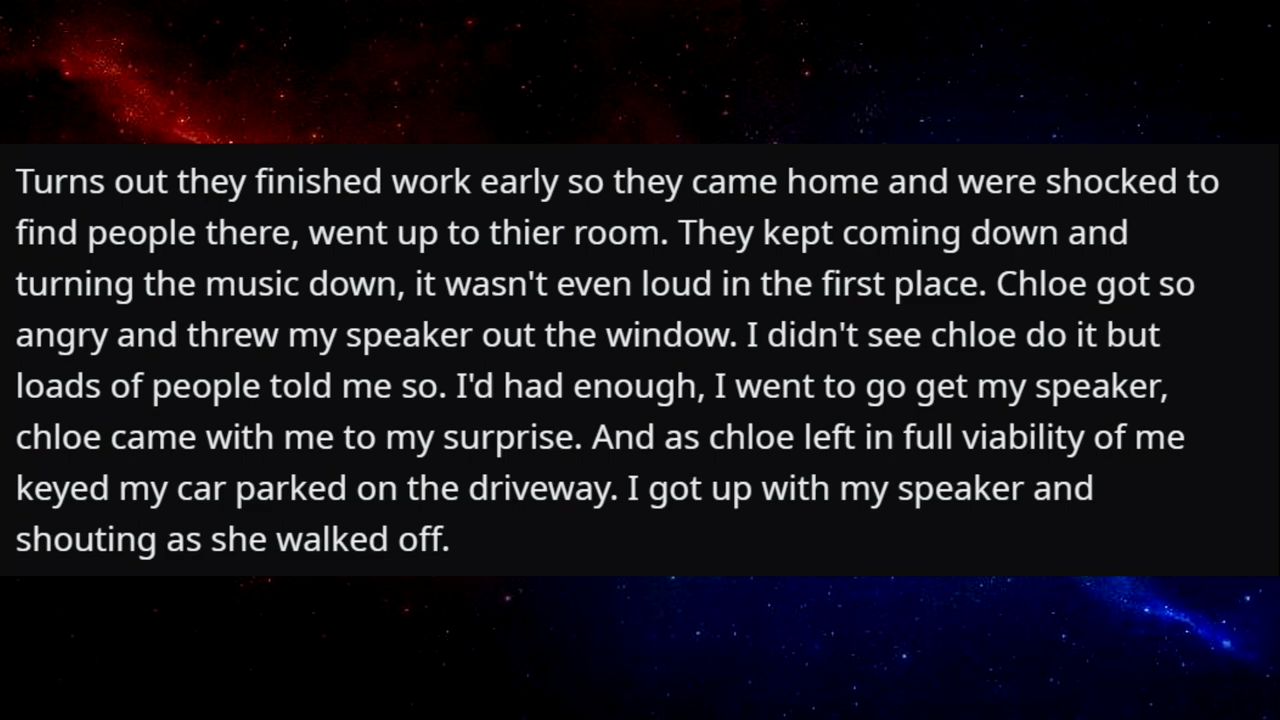 Turns out they finished work early so they came home and were shocked to
find people there, went up to thier room. They kept coming down and
turning the music down, it wasn't even loud in the first place. Chloe got so
angry and threw my speaker out the window. I didn't see chloe do it but
loads of people told me so. I'd had enough, I went to go get my speaker,
chloe came with me to my surprise. And as chloe left in full viability of me
keyed my car parked on the driveway. I got up with my speaker and
shouting as she walked off.